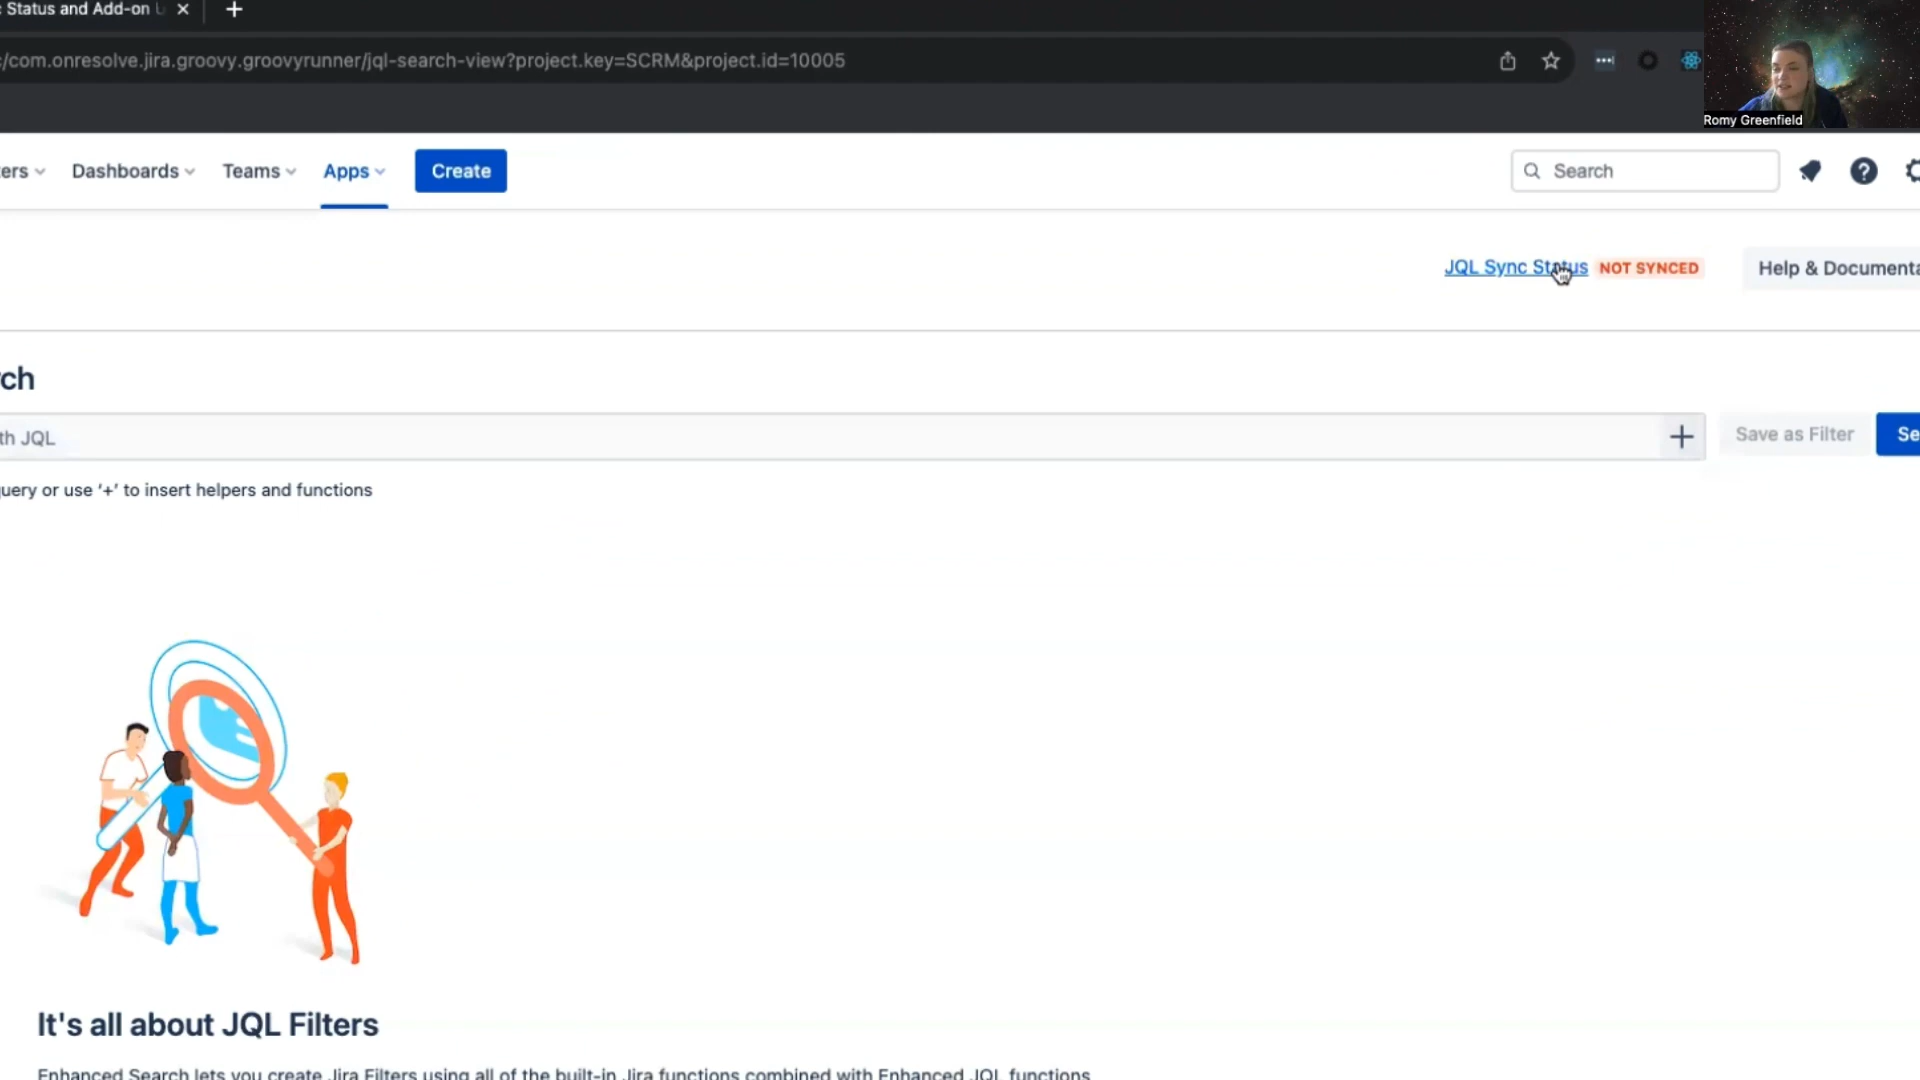 Status and Add-on
/com.onresolve.jira.groovy.groovyrunner/jql-search-view?project.key=SCRM&project.id=10005
Romy Greenfield
ers
Dashboards
Teams
Apps
Create
Search
JQL Sync Status
NOT SYNCED
Help & Documenta
rch
th JQL
Save as Filter
Se
uery or use '+' to insert helpers and functions
It's all about JQL Filters
Enhanced Search lets you create Jira Filters using all of the built-in Jira functions combined with Enhanced JQL functions